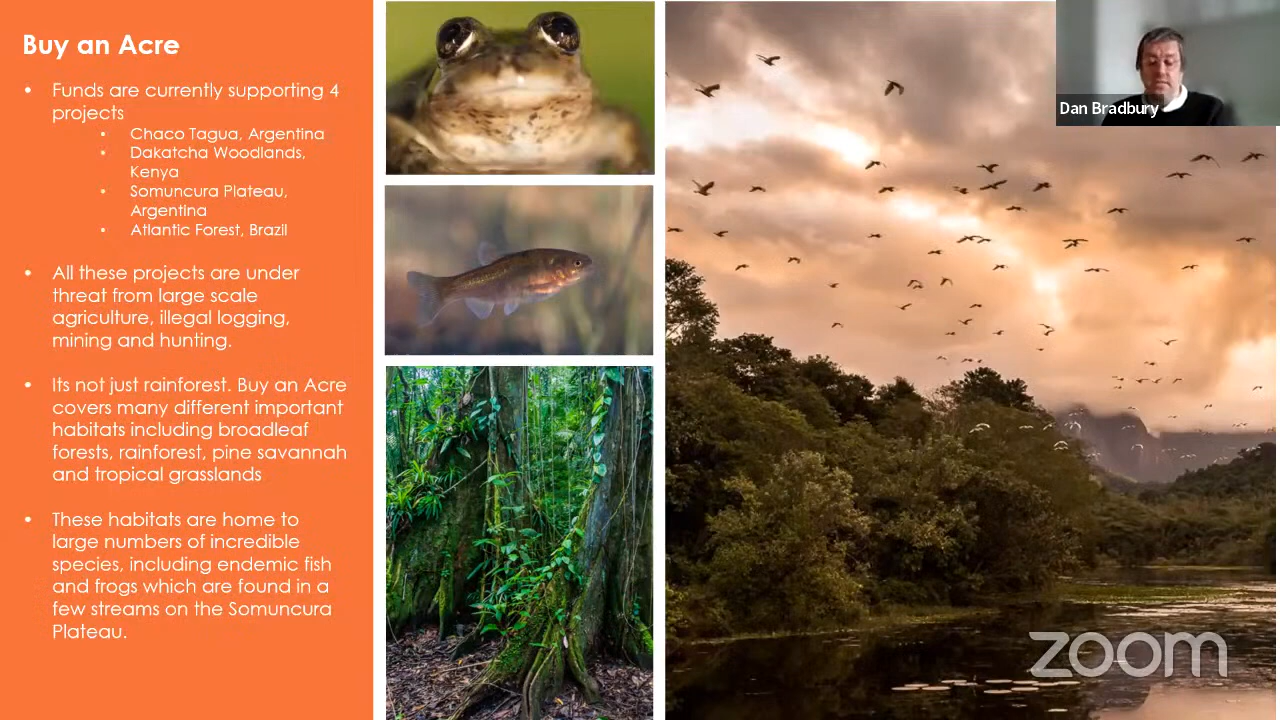 Buy an Acre
• Funds are currently supporting 4
projects
• Chaco Tagua, Argentina
• Dakatcha Woodlands,
Kenya
• Somuncura Plateau,
Argentina
• Atlantic Forest, Brazil
• All these projects are under
threat from large scale
agriculture, illegal logging,
mining and hunting.
• Its not just rainforest. Buy an Acre
covers many different important
habitats including broadleaf
forests, rainforest, pine savannah
and tropical grasslands
• These habitats are home to
large numbers of incredible
species, including endemic fish
and frogs which are found in a
few streams on the Somuncura
Plateau.
Dan Bradbury
zoom